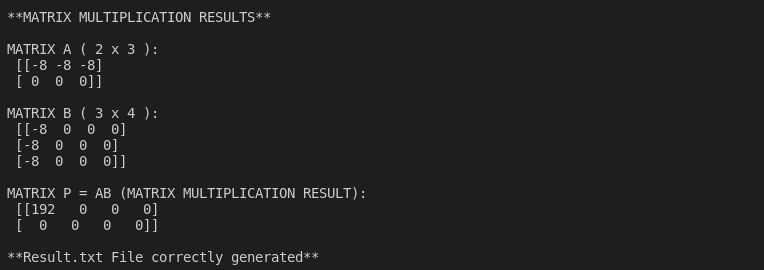 **MATRIX MULTIPLICATION RESULTS**
MATRIX A ( 2 x 3 ):
[[-8 -8 -8]
[ 0  0  0]]
MATRIX B ( 3 x 4 ):
[[-8  0  0  0]
[-8  0  0  0]
[-8  0  0  0]]
MATRIX P = AB (MATRIX MULTIPLICATION RESULT):
[[192   0   0   0]
[  0   0   0   0]]
**Result.txt File correctly generated**